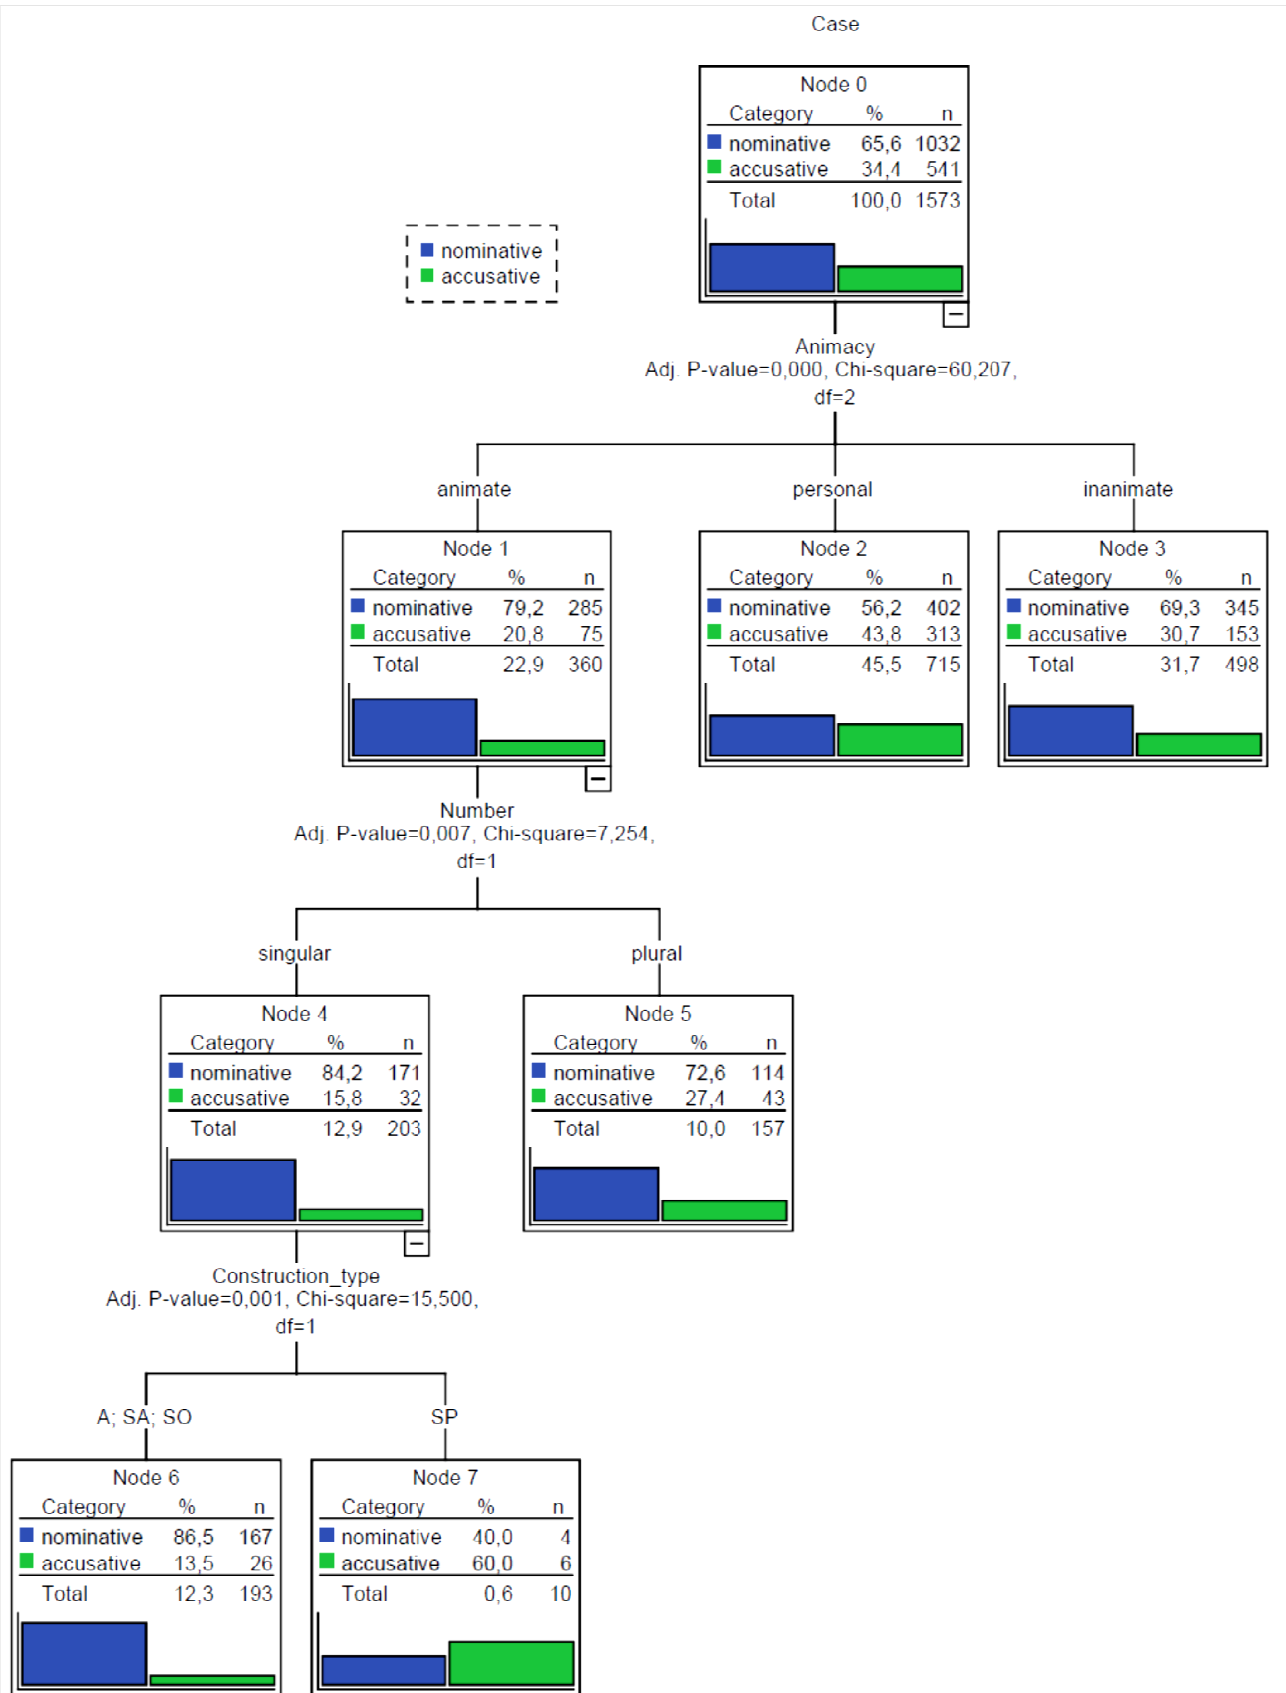 Case
Node 0
Category % n
nominative 65,6 1032
accusative 34,4 541
Total 100,0 1573
nominative
accusative
Animacy
Adj. P-value=0,000, Chi-square=60,207,
df=2
animate personal inanimate
Node 1
Category % n
nominative 79,2 285
accusative 20,8 75
Total 22,9 360
Node 2
Category % n
nominative 56,2 402
accusative 43,8 313
Total 45,5 715
Node 3
Category % n
nominative 69,3 345
accusative 30,7 153
Total 31,7 498
Number
Adj. P-value=0,007, Chi-square=7,254,
df=1
singular plural
Node 4
Category % n
nominative 84,2 171
accusative 15,8 32
Total 12,9 203
Node 5
Category % n
nominative 72,6 114
accusative 27,4 43
Total 10,0 157
Construction_type
Adj. P-value=0,001, Chi-square=15,500,
df=1
A; SA; SO SP
Node 6
Category % n
nominative 86,5 167
accusative 13,5 26
Total 12,3 193
Node 7
Category % n
nominative 40,0 4
accusative 60,0 6
Total 0,6 10